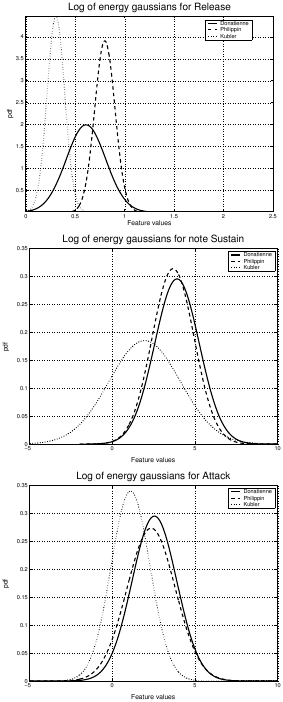 Log of energy gaussians for Release
Donatienne
Philippin
Kubler
4
3.5
3
2.5
2
1.5
1
0.5
pdf
0 0.5 1 1.5 2 2.5
Feature values
Log of energy gaussians for note Sustain
Donatienne
Philippin
Kubler
0.35
0.3
0.25
0.2
0.15
0.1
0.05
0
pdf
-5 0 5 10
Feature values
Log of energy gaussians for Attack
Donatienne
Philippin
Kubler
0.35
0.3
0.25
0.2
0.15
0.1
0.05
0
pdf
-5 0 5 10
Feature values